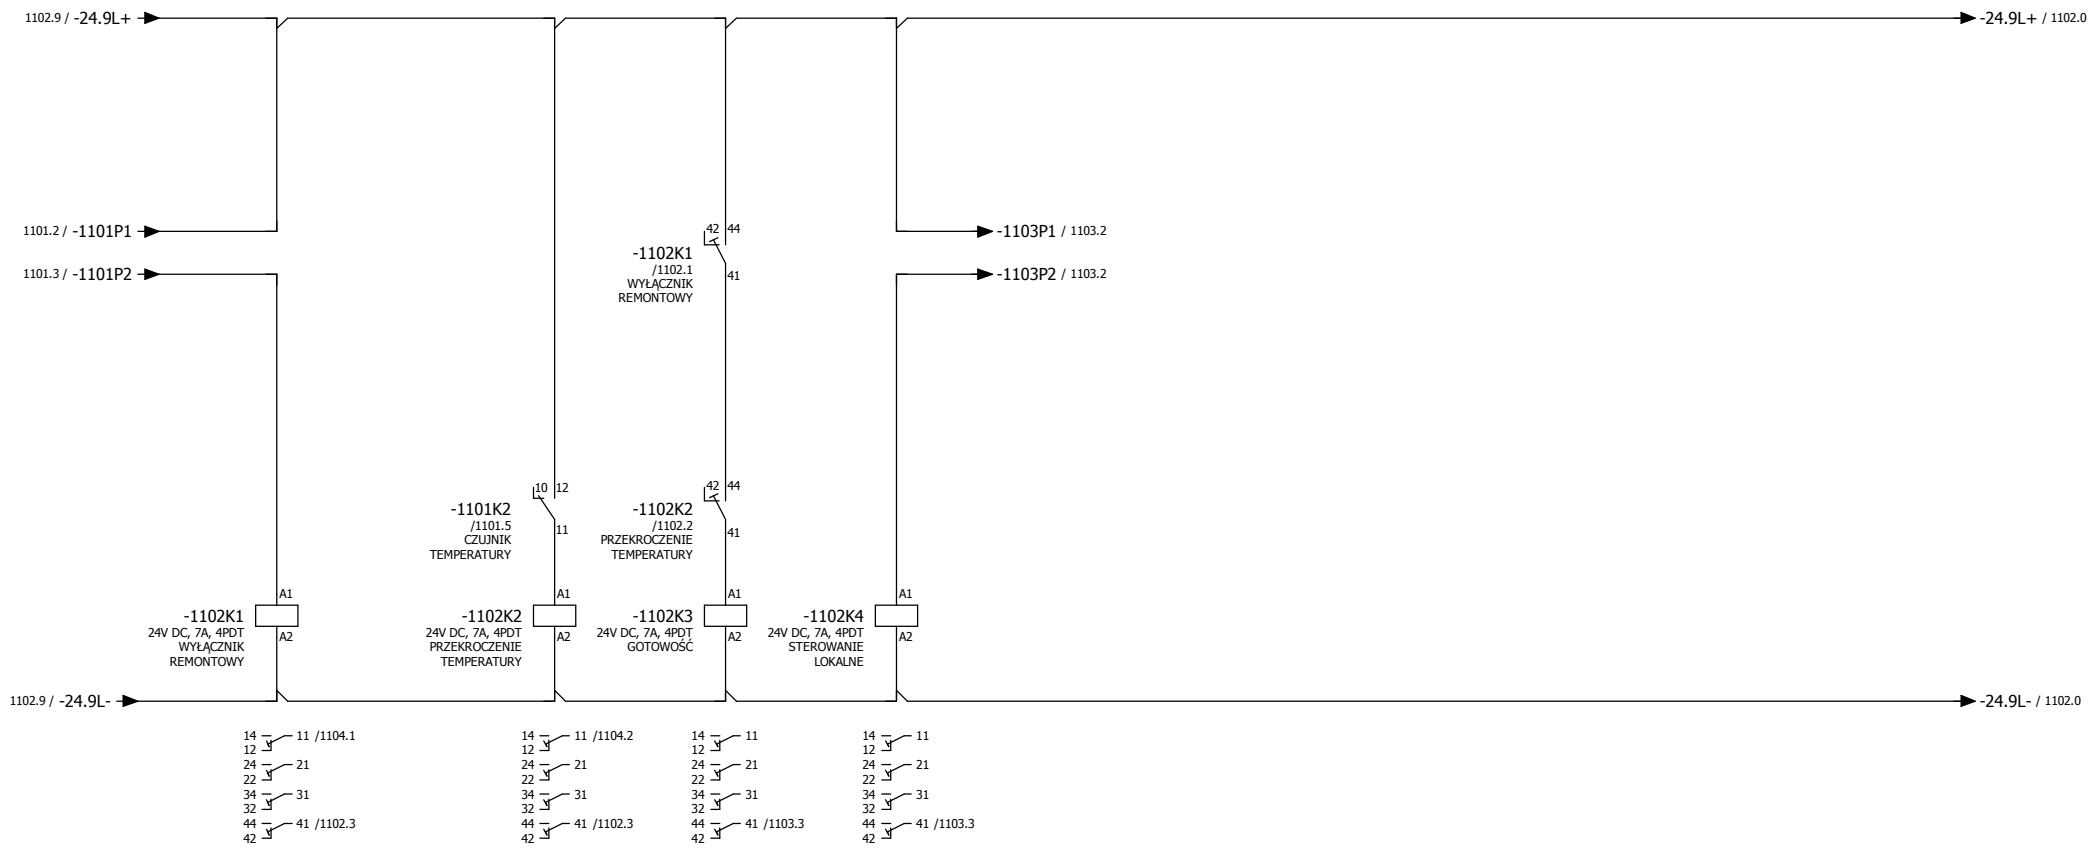 1102.9 / -24.9L+
-24.9L+ / 1102.0
1101.2 / -1101P1
-1103P1 / 1103.2
42 44
-1102K1
/1102.1
WYŁĄCZNIK
REMONTOWY
41
1101.3 / -1101P2
-1103P2 / 1103.2
10 12
-1101K2
/1101.5
CZUJNIK
TEMPERATURY
11
42 44
-1102K2
/1102.2
PRZEKROCZENIE
TEMPERATURY
41
A1
-1102K1
24V DC, 7A, 4PDT
WYŁĄCZNIK
REMONTOWY
A2
A1
-1102K2
24V DC, 7A, 4PDT
PRZEKROCZENIE
TEMPERATURY
A2
A1
-1102K3
24V DC, 7A, 4PDT
GOTOWOŚĆ
A2
A1
-1102K4
24V DC, 7A, 4PDT
STEROWANIE
LOKALNE
A2
1102.9 / -24.9L-
-24.9L- / 1102.0
14 11 /1104.1
12
24 21
22
34 31
32
44 41 /1102.3
42
14 11 /1104.2
12
24 21
22
34 31
32
44 41 /1102.3
42
14 11
12
24 21
22
34 31
32
44 41 /1103.3
42
14 11
12
24 21
22
34 31
32
44 41 /1103.3
42